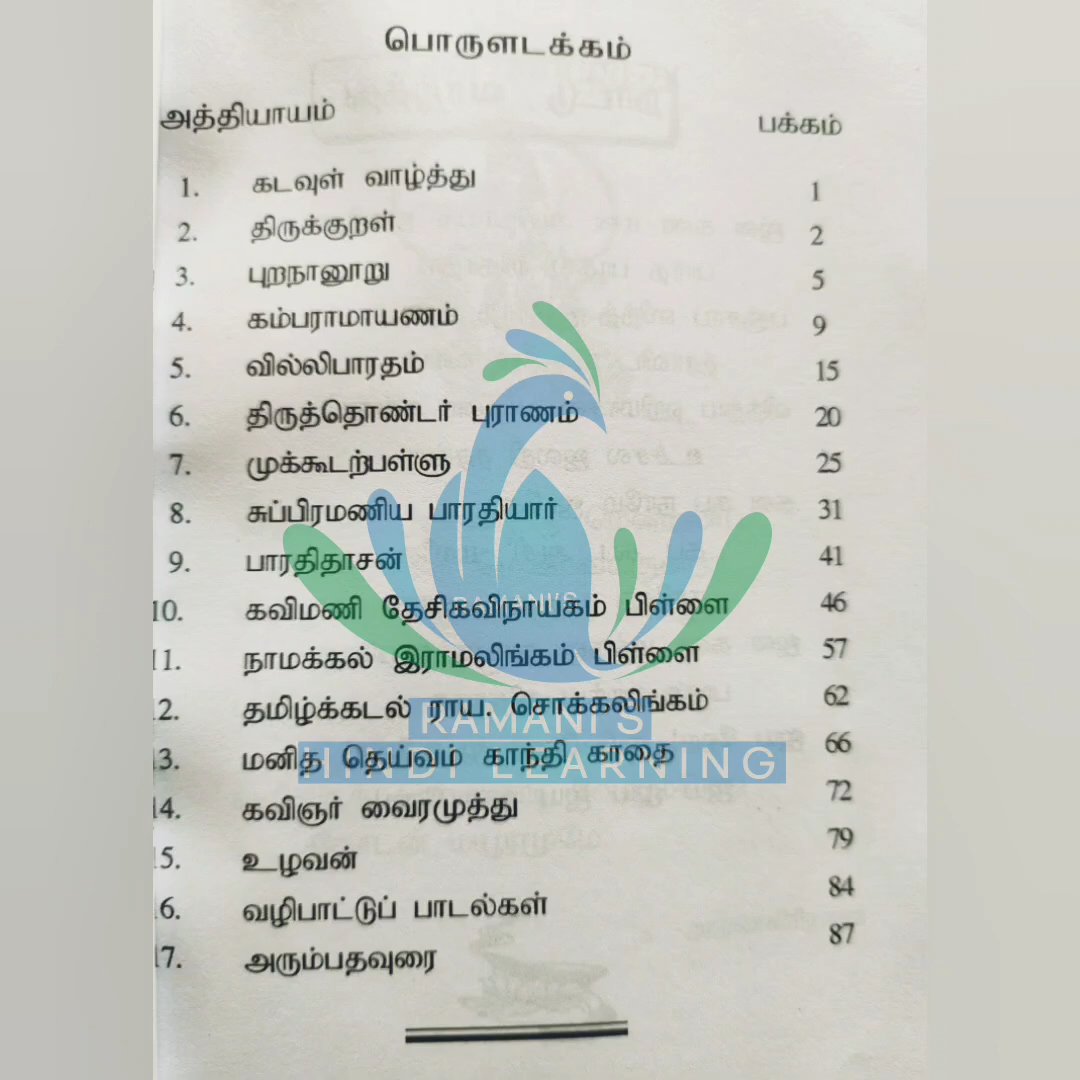 பொருளடக்கம்
அத்தியாயம் பக்கம்
1. கடவுள் வாழ்த்து 1
2. திருக்குறள் 2
3. புறநானூறு 5
4. கம்பராமாயணம் 9
5. வில்லிபாரதம் 15
6. திருத்தொண்டர் புராணம் 20
7. முக்கூடற்பள்ளு 25
8. சுப்பிரமணிய பாரதியார் 31
9. பாரதிதாசன் 41
10. கவிமணி தேசிகவிநாயகம் பிள்ளை 46
11. நாமக்கல் இராமலிங்கம் பிள்ளை 57
12. தமிழ்க்கடல் ராய. சொக்கலிங்கம் 62
13. மனித தெய்வம் காந்தி காதை 66
14. கவிஞர் வைரமுத்து 72
15. உழவன் 79
16. வழிபாட்டுப் பாடல்கள் 84
17. அரும்பதவுரை 87
RAMANI'S
RAMANI'S
HINDI LEARNING